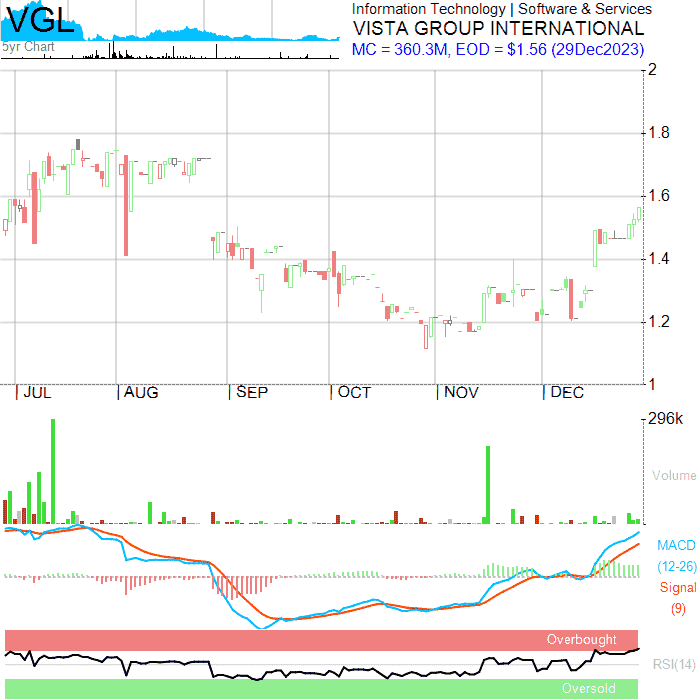 VGL
5yr Chart
Information Technology | Software & Services
VISTA GROUP INTERNATIONAL
MC = 360.3M, EOD = $1.56 (29Dec2023)
2
1.8
1.6
1.4
1.2
1
JUL
AUG
SEP
OCT
NOV
DEC
296k
Volume
MACD
(12-26)
Signal
(9)
Overbought
RSI(14)
Oversold